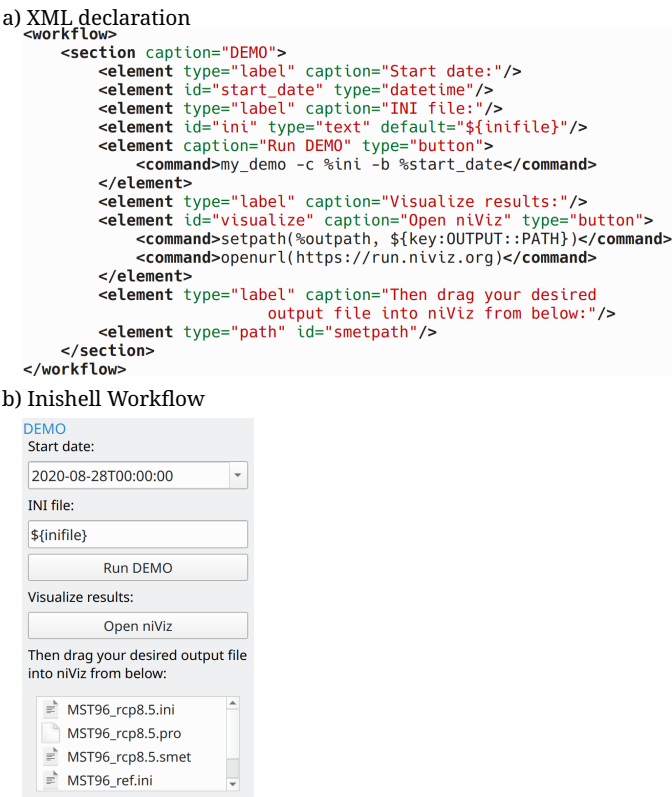 a) XML declaration
<workflow>
<section caption="DEMO">
<element type="label" caption="Start date:"/>
<element id="start_date" type="datetime"/>
<element type="label" caption="INI file:"/>
<element id="ini" type="text" default="${inifile}"/>
<element caption="Run DEMO" type="button">
<command>my_demo -c %ini -b %start_date</command>
</element>
<element type="label" caption="Visualize results:"/>
<element id="visualize" caption="Open niViz" type="button">
<command>setpath(%outpath, ${key:OUTPUT::PATH})</command>
<command>openurl(https://run.niviz.org)</command>
</element>
<element type="label" caption="Then drag your desired
output file into niViz from below:"/>
<element type="path" id="smetpath"/>
</section>
</workflow>
b) Inishell Workflow
DEMO
Start date:
2020-08-28T00:00:00
INI file:
${inifile}
Run DEMO
Visualize results:
Open niViz
Then drag your desired output file
into niViz from below:
MST96_rcp8.5.ini
MST96_rcp8.5.pro
MST96_rcp8.5.smet
MST96_ref.ini